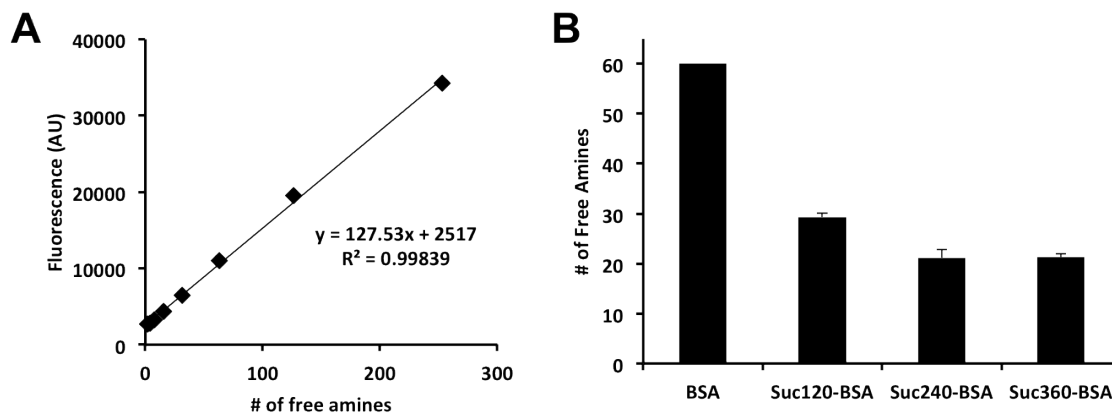 A
Fluorescence (AU)
40000
30000
20000
10000
0
0 100 200 300
# of free amines
y = 127.53x + 2517
R² = 0.99839
B
# of Free Amines
60
50
40
30
20
10
0
BSA Suc120-BSA Suc240-BSA Suc360-BSA